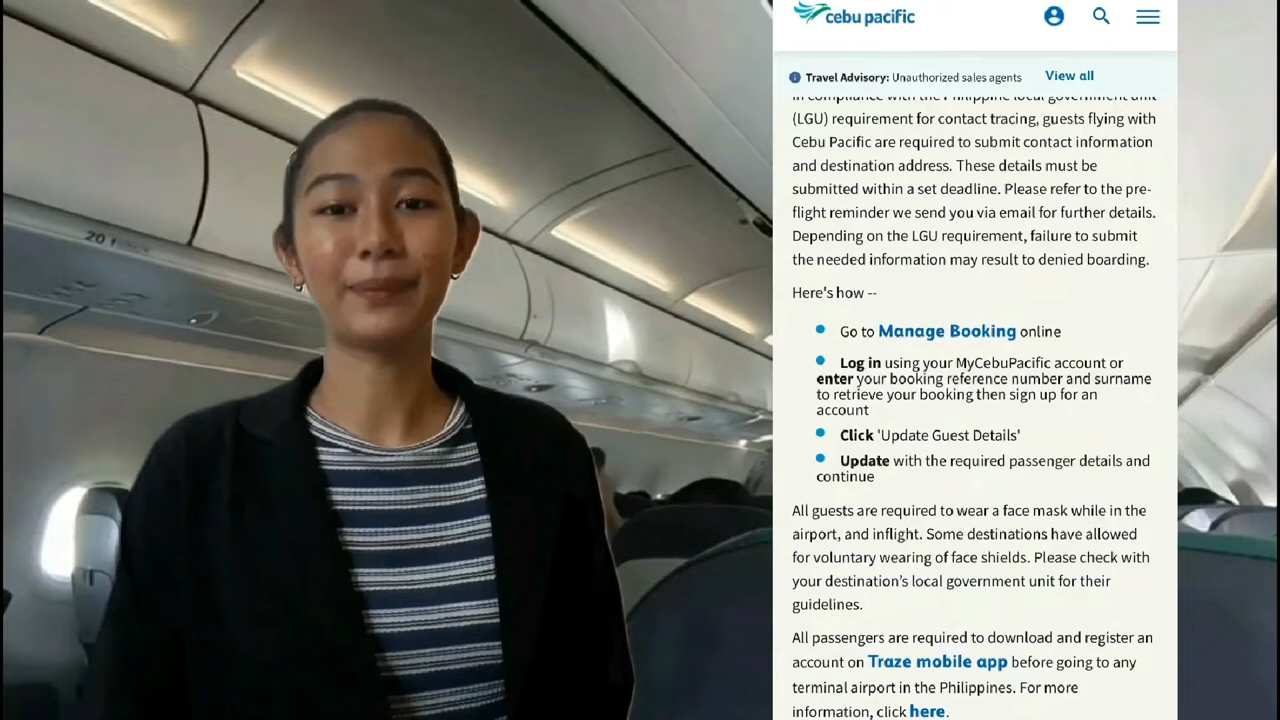 cebu pacific
Travel Advisory: Unauthorized sales agents View all
in compliance with the Philippine local government unit
(LGU) requirement for contact tracing, guests flying with
Cebu Pacific are required to submit contact information
and destination address. These details must be
submitted within a set deadline. Please refer to the pre-
flight reminder we send you via email for further details.
Depending on the LGU requirement, failure to submit
the needed information may result to denied boarding.
Here's how --
Go to Manage Booking online
Log in using your MyCebuPacific account or
enter your booking reference number and surname
to retrieve your booking then sign up for an
account
Click 'Update Guest Details'
Update with the required passenger details and
continue
All guests are required to wear a face mask while in the
airport, and inflight. Some destinations have allowed
for voluntary wearing of face shields. Please check with
your destination's local government unit for their
guidelines.
All passengers are required to download and register an
account on Traze mobile app before going to any
terminal airport in the Philippines. For more
information, click here.
20